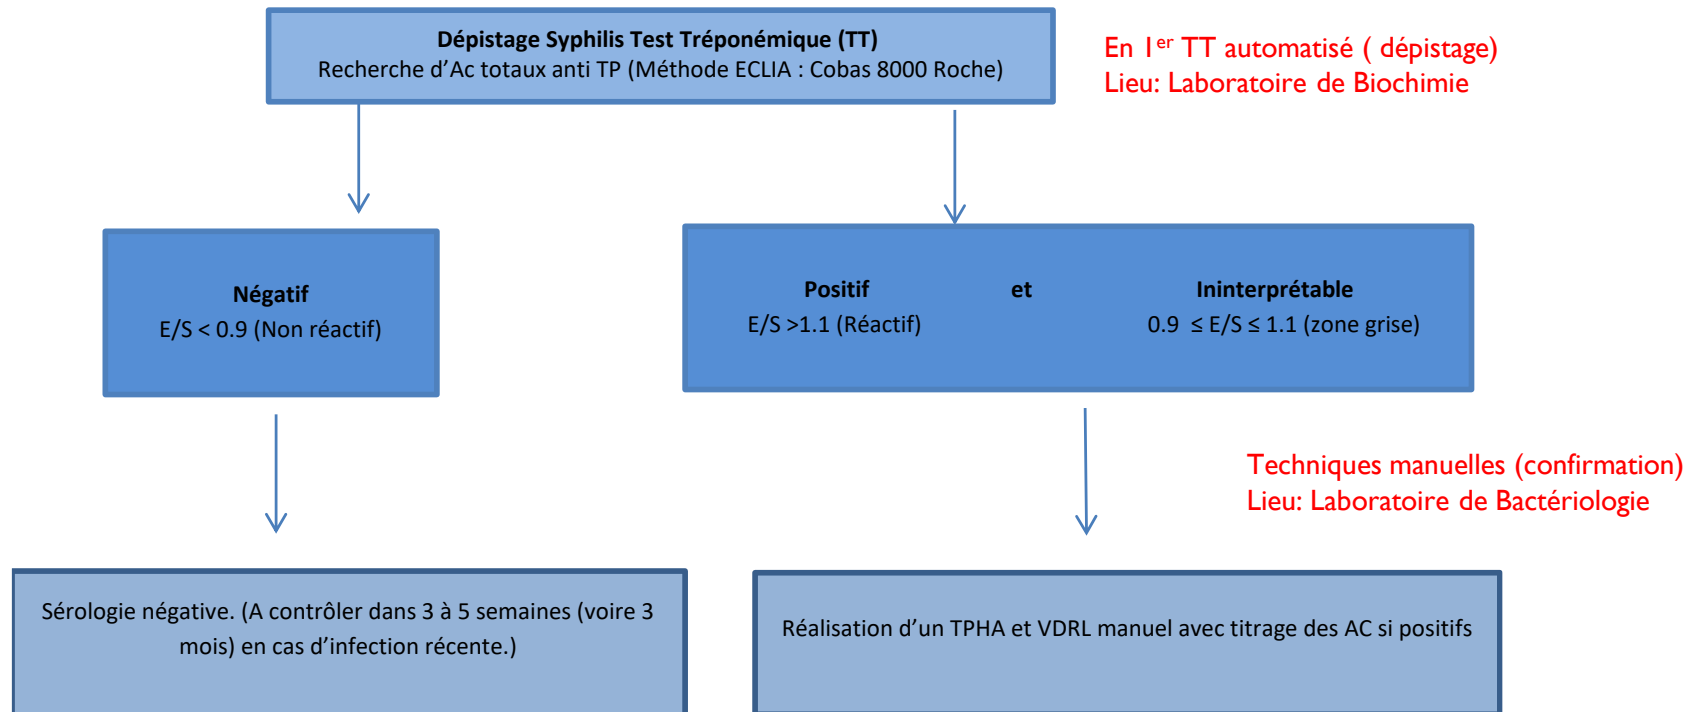 Dépistage Syphilis Test Tréponémique (TT)
Recherche d’Ac totaux anti TP (Méthode ECLIA : Cobas 8000 Roche)
En 1er TT automatisé ( dépistage)
Lieu: Laboratoire de Biochimie
Négatif
E/S < 0.9 (Non réactif)
Positif et Ininterprétable
E/S >1.1 (Réactif) 0.9 ≤ E/S ≤ 1.1 (zone grise)
Techniques manuelles (confirmation)
Lieu: Laboratoire de Bactériologie
Sérologie négative. (A contrôler dans 3 à 5 semaines (voire 3
mois) en cas d’infection récente.)
Réalisation d’un TPHA et VDRL manuel avec titrage des AC si positifs